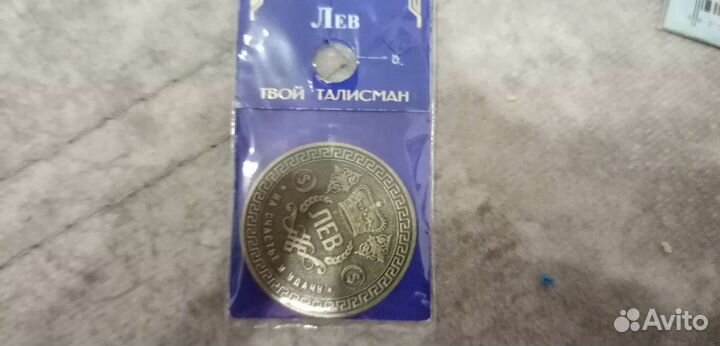 Лев
ТВОЙ ТАЛИСМАН
ЛЕВ
* НА СЧАСТЬЕ И УДАЧУ *
Avito